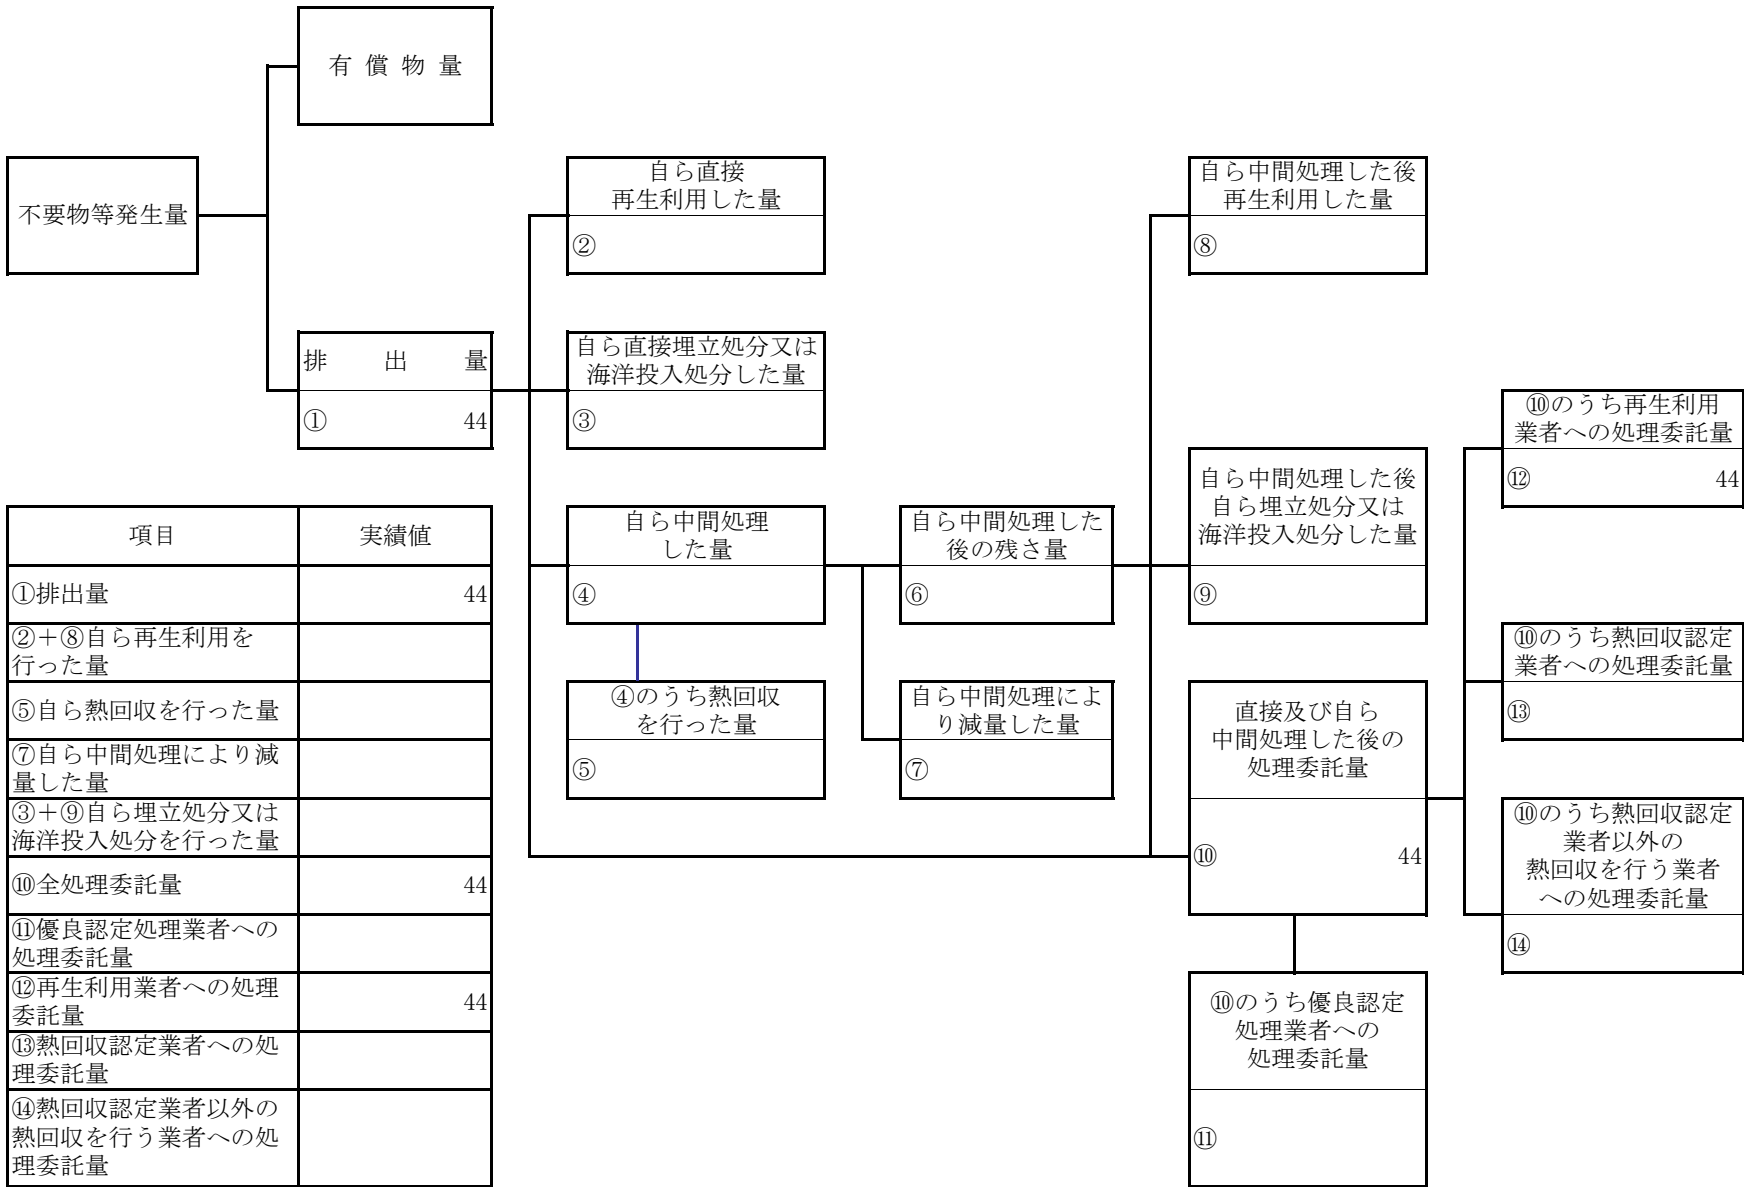 有償物量
不要物等発生量
自ら直接
再生利用した量
②
自ら中間処理した後
再生利用した量
⑧
排出量
① 44
自ら直接埋立処分又は
海洋投入処分した量
③
⑩のうち再生利用
業者への処理委託量
⑫ 44
自ら中間処理した後
自ら埋立処分又は
海洋投入処分した量
⑨
自ら中間処理
した量
④
自ら中間処理した
後の残さ量
⑥
⑩のうち熱回収認定
業者への処理委託量
⑬
④のうち熱回収
を行った量
⑤
自ら中間処理によ
り減量した量
⑦
直接及び自ら
中間処理した後の
処理委託量
⑩ 44
⑩のうち熱回収認定
業者以外の
熱回収を行う業者
への処理委託量
⑭
⑩のうち優良認定
処理業者への
処理委託量
⑪
項目 実績値
①排出量 44
②+⑧自ら再生利用を
行った量
⑤自ら熱回収を行った量
⑦自ら中間処理により減
量した量
③+⑨自ら埋立処分又は
海洋投入処分を行った量
⑩全処理委託量 44
⑪優良認定処理業者への
処理委託量
⑫再生利用業者への処理
委託量 44
⑬熱回収認定業者への処
理委託量
⑭熱回収認定業者以外の
熱回収を行う業者への処
理委託量